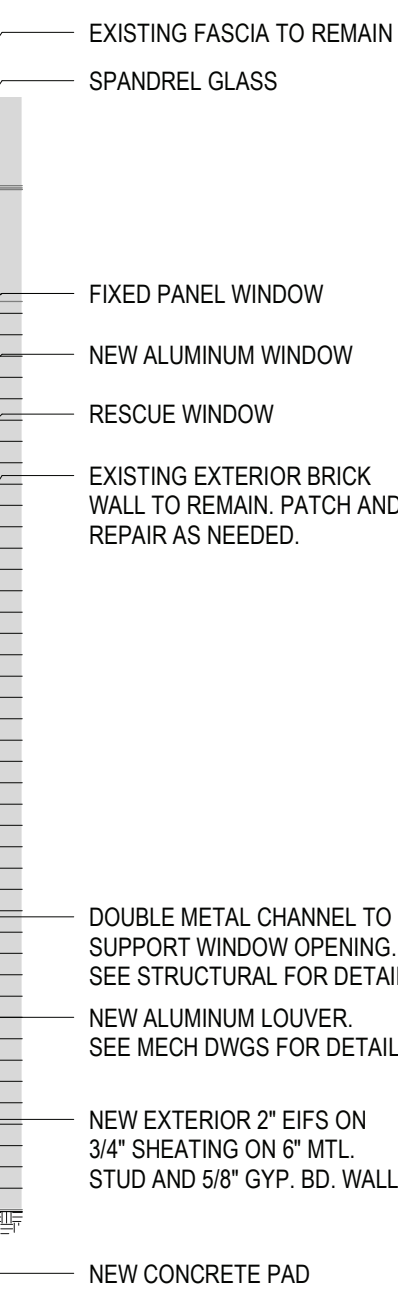 EXISTING FASCIA TO REMAIN
SPANDREL GLASS
FIXED PANEL WINDOW
NEW ALUMINUM WINDOW
RESCUE WINDOW
EXISTING EXTERIOR BRICK
WALL TO REMAIN. PATCH AND
REPAIR AS NEEDED.
DOUBLE METAL CHANNEL TO
SUPPORT WINDOW OPENING.
SEE STRUCTURAL FOR DETAIL
NEW ALUMINUM LOUVER.
SEE MECH DWGS FOR DETAIL
NEW EXTERIOR 2" EIFS ON
3/4" SHEATING ON 6" MTL.
STUD AND 5/8" GYP. BD. WALL
NEW CONCRETE PAD